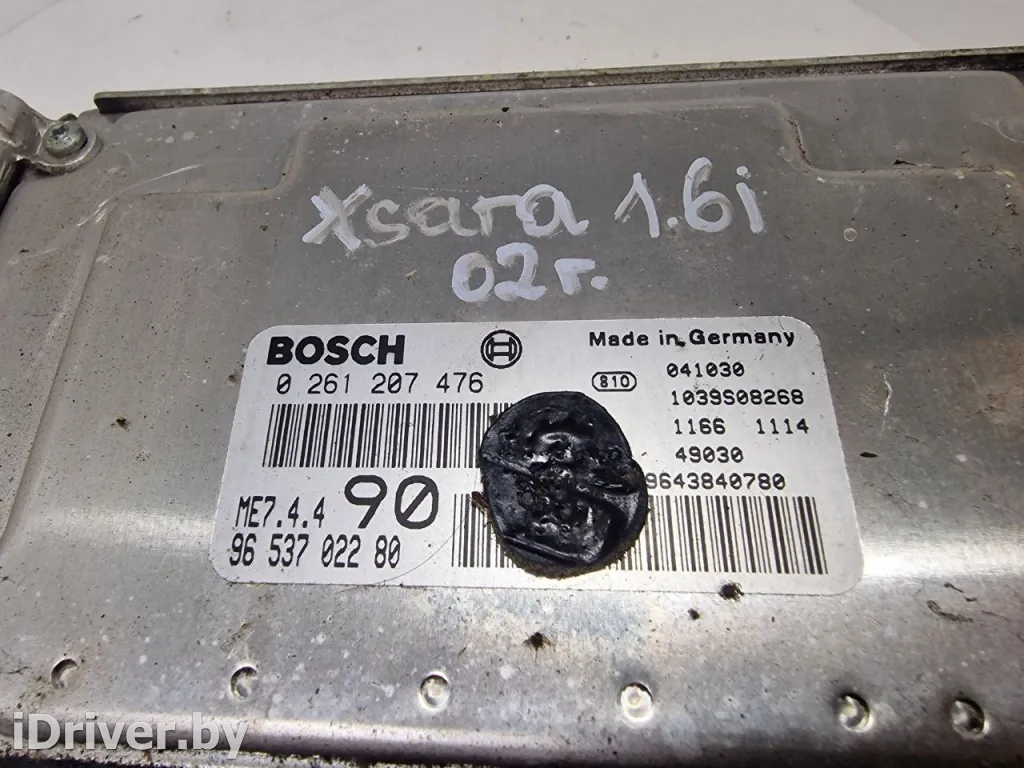 Xsara 1.6i
02г.
BOSCH
Made in Germany
0 261 207 476
810
041030
1039S08268
1166 1114
49030
9643840780
ME7.4.4 90
96 537 022 80
iDriver.by